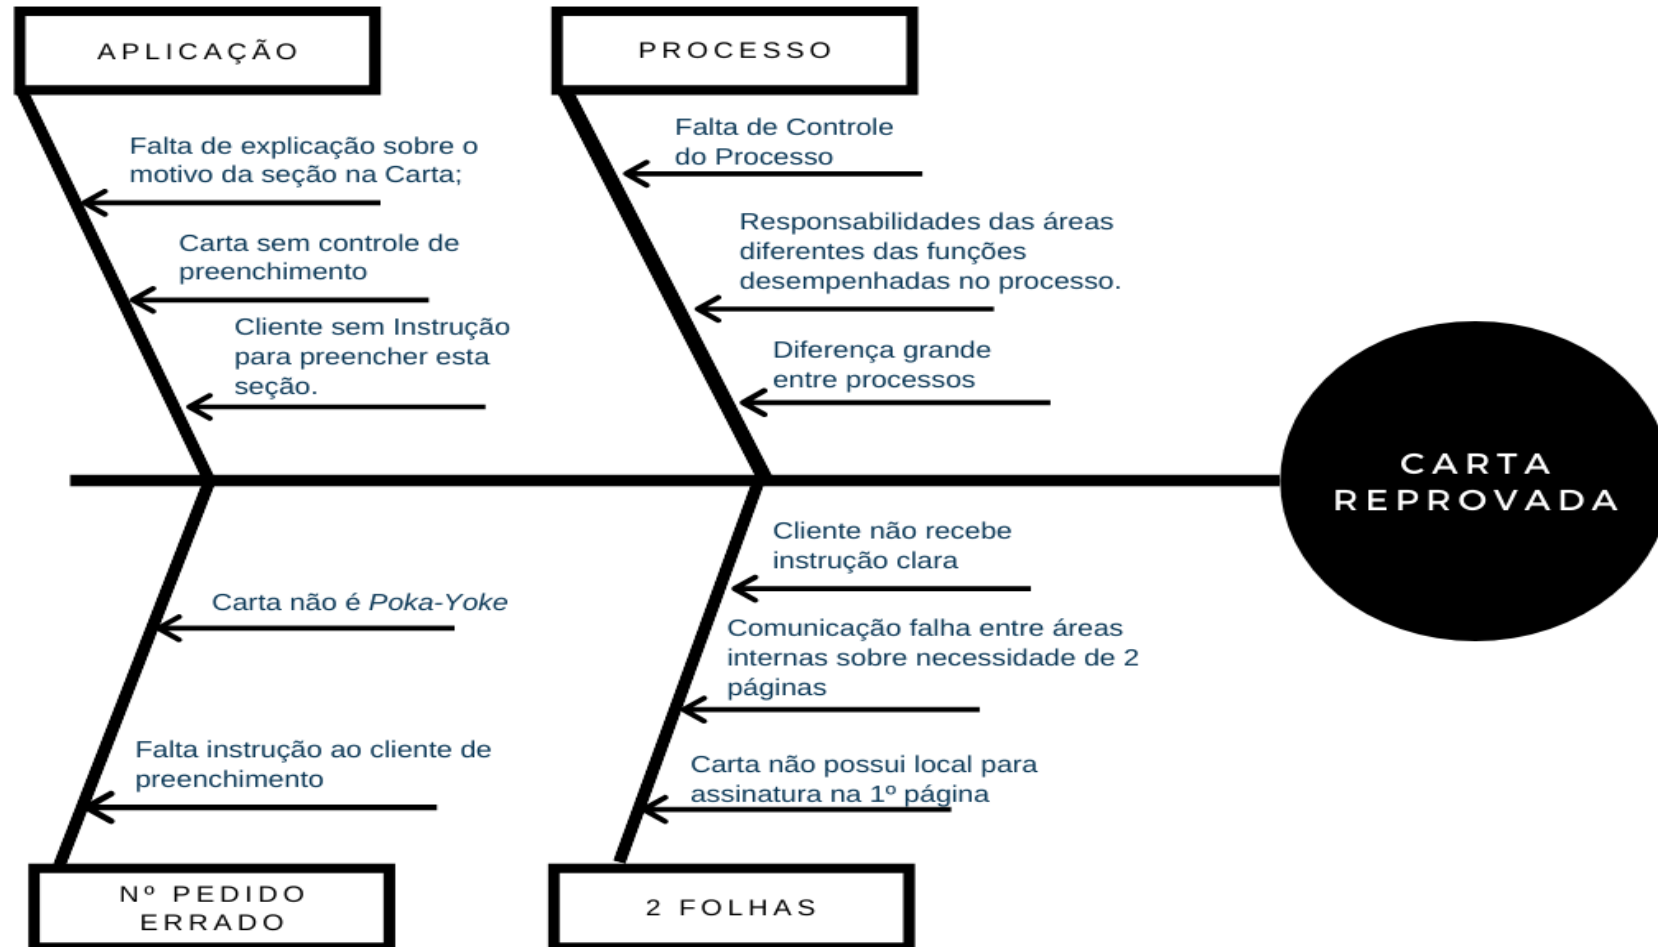 APLICAÇÃO
Falta de explicação sobre o
motivo da seção na Carta;
Carta sem controle de
preenchimento
Cliente sem Instrução
para preencher esta
seção.
PROCESSO
Falta de Controle
do Processo
Responsabilidades das áreas
diferentes das funções
desempenhadas no processo.
Diferença grande
entre processos
CARTA
REPROVADA
Carta não é Poka-Yoke
Falta instrução ao cliente de
preenchimento
Nº PEDIDO
ERRADO
Cliente não recebe
instrução clara
Comunicação falha entre áreas
internas sobre necessidade de 2
páginas
Carta não possui local para
assinatura na 1º página
2 FOLHAS